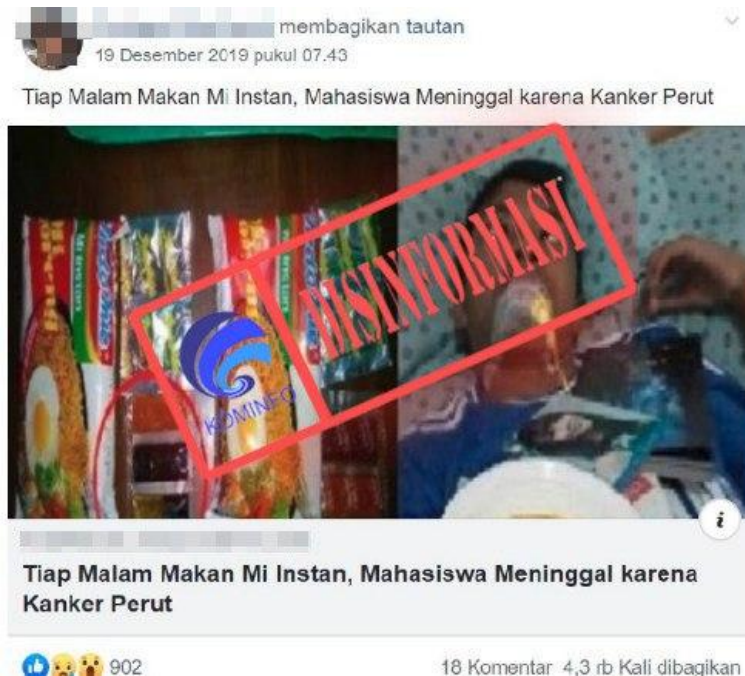 membagikan tautan
19 Desember 2019 pukul 07.43
Tiap Malam Makan Mi Instan, Mahasiswa Meninggal karena Kanker Perut
DISINFORMASI
KOMINFO
i
Tiap Malam Makan Mi Instan, Mahasiswa Meninggal karena
Kanker Perut
902
18 Komentar 4,3 rb Kali dibagikan